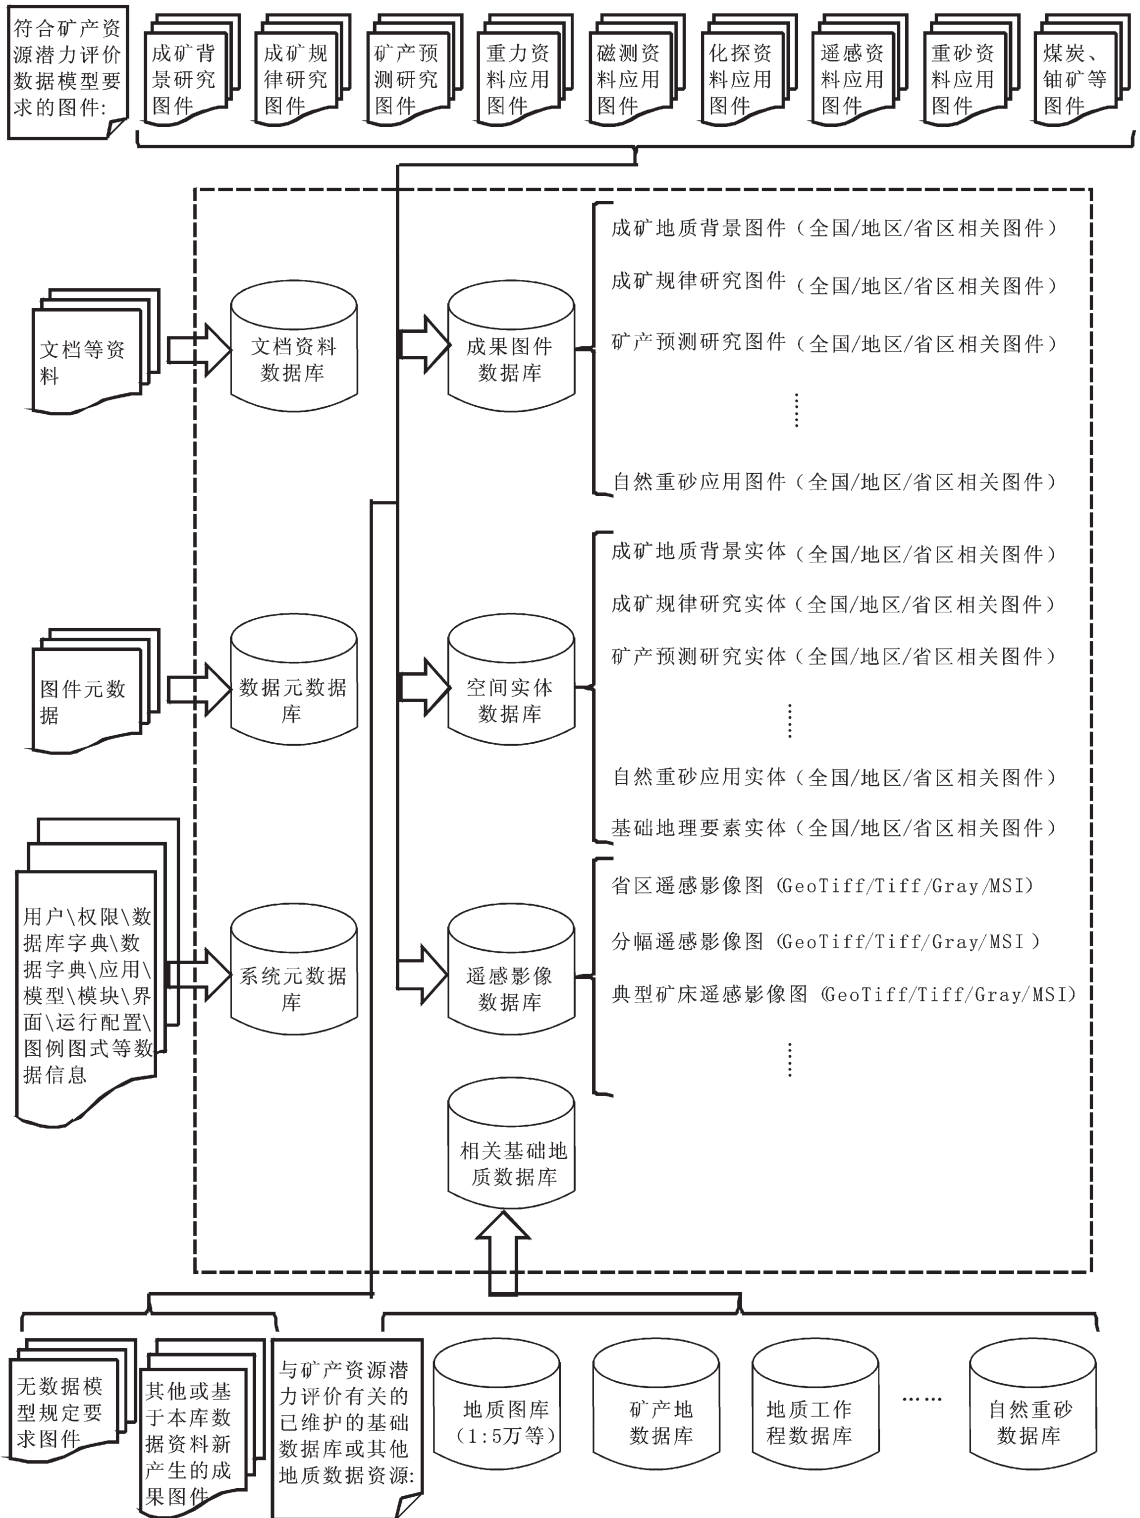 符合矿产资
源潜力评价
数据模型要
求的图件:
成矿背
景研究
图件
成矿规
律研究
图件
矿产预
测研究
图件
重力资
料应用
图件
磁测资
料应用
图件
化探资
料应用
图件
遥感资
料应用
图件
重砂资
料应用
图件
煤炭、
铀矿等
图件
文档等资
料
文档资料
数据库
成果图件
数据库
成矿地质背景图件(全国/地区/省区相关图件)
成矿规律研究图件(全国/地区/省区相关图件)
矿产预测研究图件(全国/地区/省区相关图件)
……
自然重砂应用图件(全国/地区/省区相关图件)
图件元数
据
数据元数据
库
空间实体
数据库
成矿地质背景实体(全国/地区/省区相关图件)
成矿规律研究实体(全国/地区/省区相关图件)
矿产预测研究实体(全国/地区/省区相关图件)
……
自然重砂应用实体(全国/地区/省区相关图件)
基础地理要素实体(全国/地区/省区相关图件)
用户\权限\数
据库字典\数
据字典\应用\
模型\模块\界
面\运行配置\
图例图式等数
据信息
系统元数据
库
遥感影像
数据库
省区遥感影像图(GeoTiff/Tiff/Gray/MSI)
分幅遥感影像图(GeoTiff/Tiff/Gray/MSI)
典型矿床遥感影像图(GeoTiff/Tiff/Gray/MSI)
……
相关基础地
质数据库
无数据模
型规定要
求图件
其他或基
于本库数
据资料新
产生的成
果图件
与矿产资源潜
力评价有关的
已维护的基础
数据库或其他
地质数据资源:
地质图库
(1:5万等)
矿产地
数据库
地质工作
程数据库
……
自然重砂
数据库